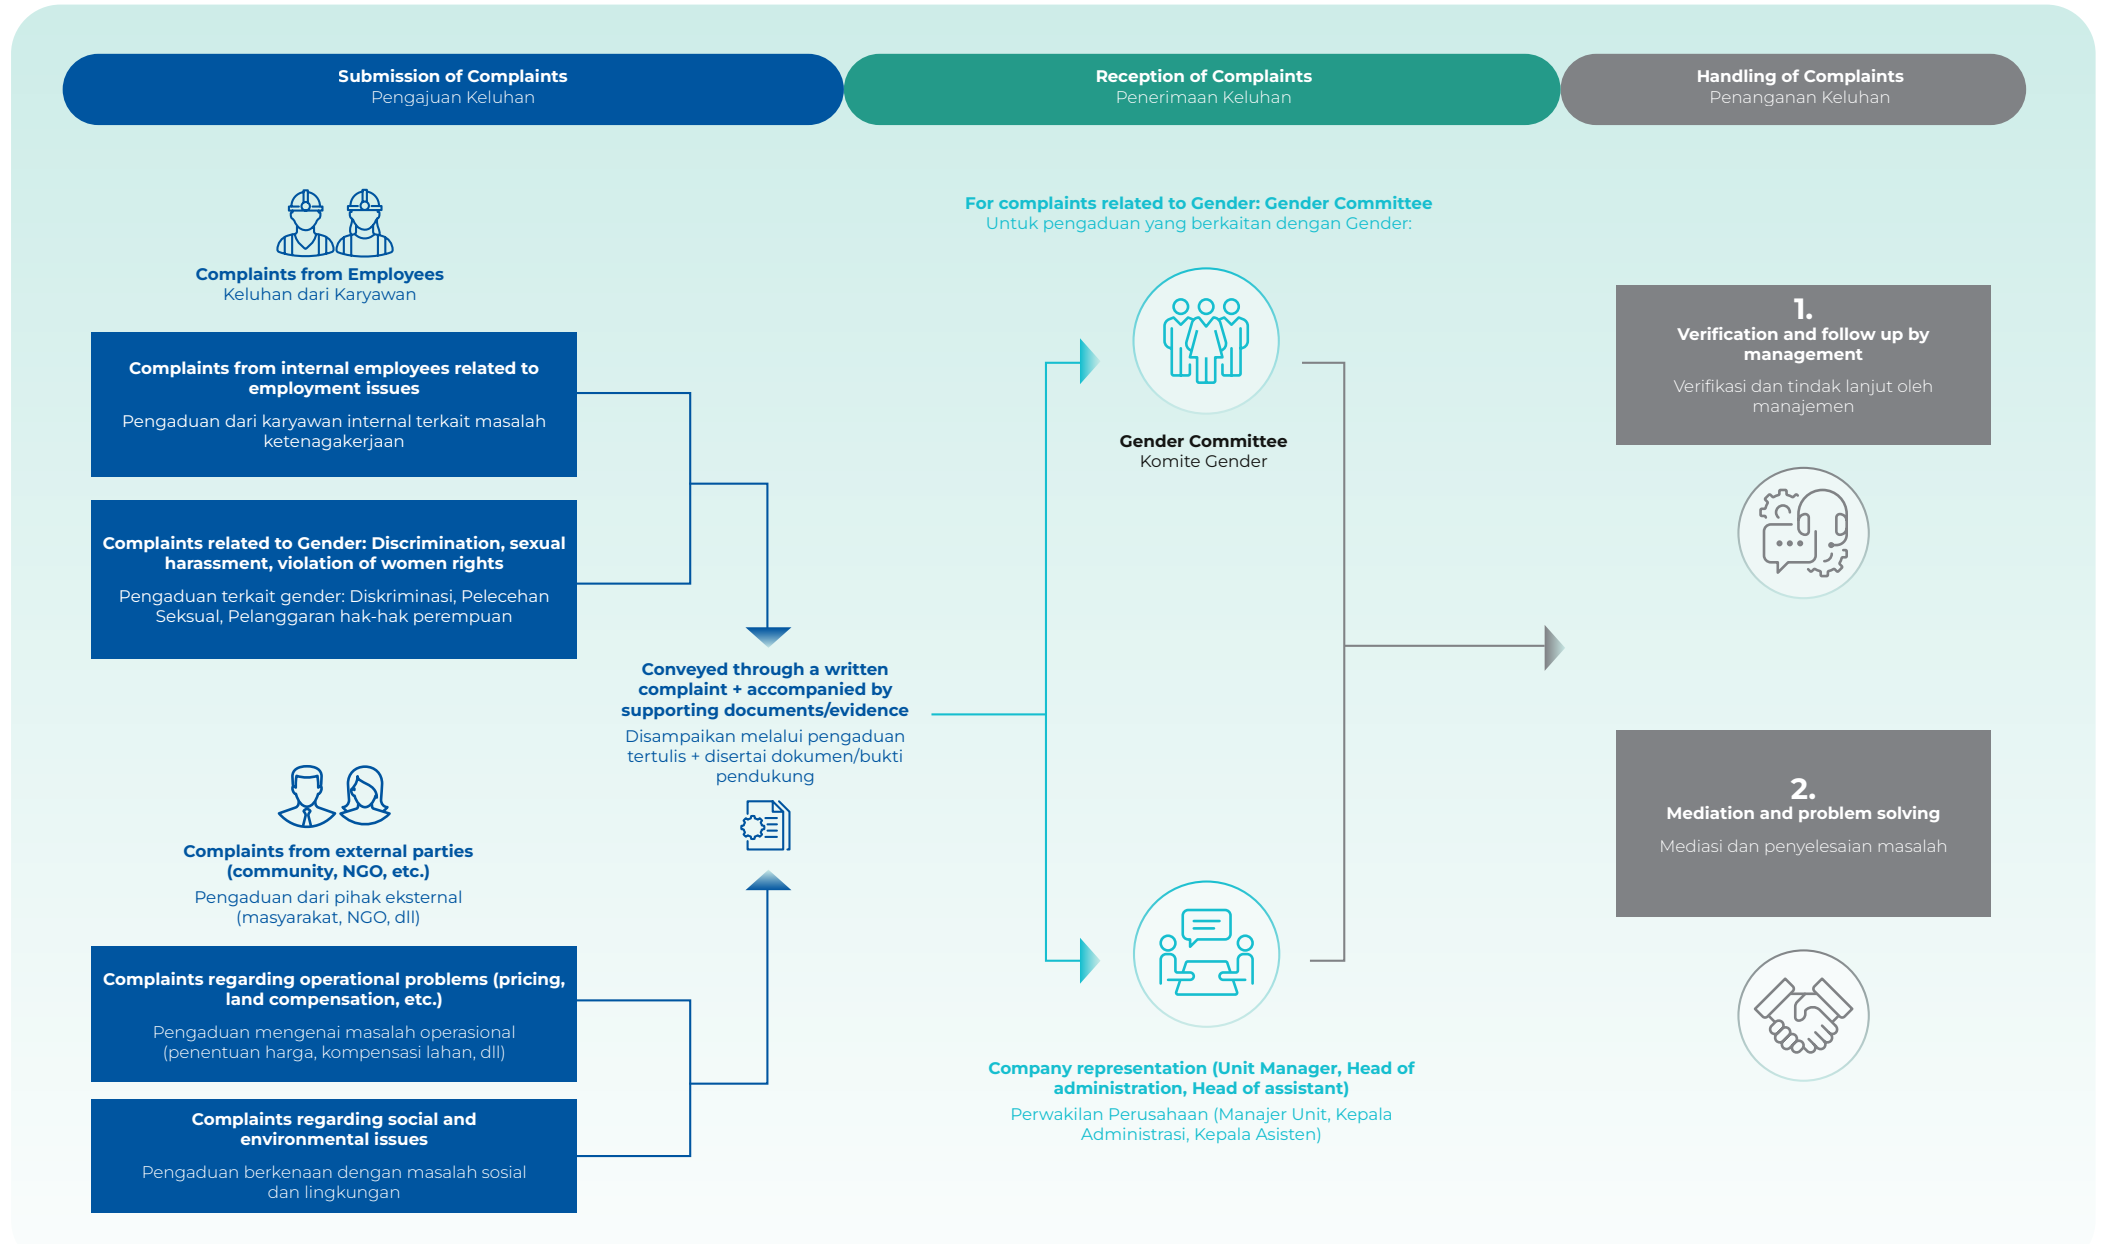 Submission of Complaints
Pengajuan Keluhan
Reception of Complaints
Penerimaan Keluhan
Handling of Complaints
Penanganan Keluhan
Complaints from Employees
Keluhan dari Karyawan
Complaints from internal employees related to
employment issues
Pengaduan dari karyawan internal terkait masalah
ketenagakerjaan
Complaints related to Gender: Discrimination, sexual
harassment, violation of women rights
Pengaduan terkait gender: Diskriminasi, Pelecehan
Seksual, Pelanggaran hak-hak perempuan
Complaints from external parties
(community, NGO, etc.)
Pengaduan dari pihak eksternal
(masyarakat, NGO, dll)
Complaints regarding operational problems (pricing,
land compensation, etc.)
Pengaduan mengenai masalah operasional
(penentuan harga, kompensasi lahan, dll)
Complaints regarding social and
environmental issues
Pengaduan berkenaan dengan masalah sosial
dan lingkungan
Conveyed through a written
complaint + accompanied by
supporting documents/evidence
Disampaikan melalui pengaduan
tertulis + disertai dokumen/bukti
pendukung
For complaints related to Gender: Gender Committee
Untuk pengaduan yang berkaitan dengan Gender:
Gender Committee
Komite Gender
Company representation (Unit Manager, Head of
administration, Head of assistant)
Perwakilan Perusahaan (Manajer Unit, Kepala
Administrasi, Kepala Asisten)
1.
Verification and follow up by
management
Verifikasi dan tindak lanjut oleh
manajemen
2.
Mediation and problem solving
Mediasi dan penyelesaian masalah